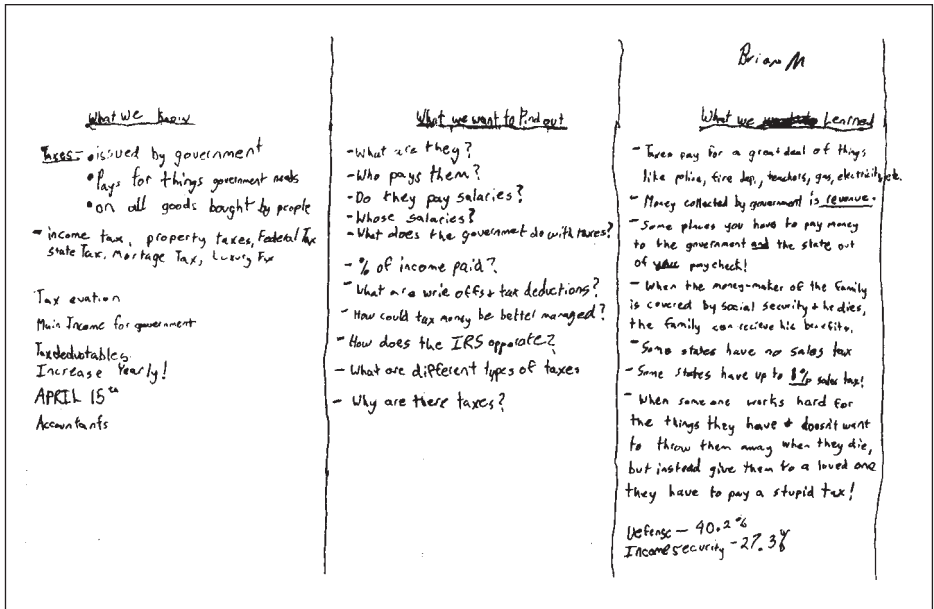 Brian M
What we know
Taxes- • issued by government
• Pays for things government needs
• on all goods bought by people
- income tax, property taxes, Federal Tax
state Tax, Mortage Tax, Luxury Tax
Tax evation
Main Income for government
Taxdeductables
Increase Yearly!
APRIL 15th
Accountants
What we want to Find out
- What are they?
- Who pays them?
- Do they pay salaries?
- Whose salaries?
- What does the government do with taxes?
- % of income paid?
- What are write offs + tax deductions?
- How could tax money be better managed?
- How does the IRS opporate?
- What are different types of taxes
- Why are there taxes?
What we Learned
- Taxes pay for a great deal of things
like police, fire dep., teachers, gas, electricity, etc.
- Money collected by government is revenue.
- Some places you have to pay money
to the government and the state out
of your paycheck!
- When the money-maker of the family
is covered by social security + he dies,
the family can recieve his benefits.
- Some states have no sales tax
- Some states have up to 8% sales tax!
- When someone works hard for
the things they have + doesn't want
to throw them away when they die,
but instead give them to a loved one
they have to pay a stupid tax!
Defense - 40.2%
Income security - 27.3%